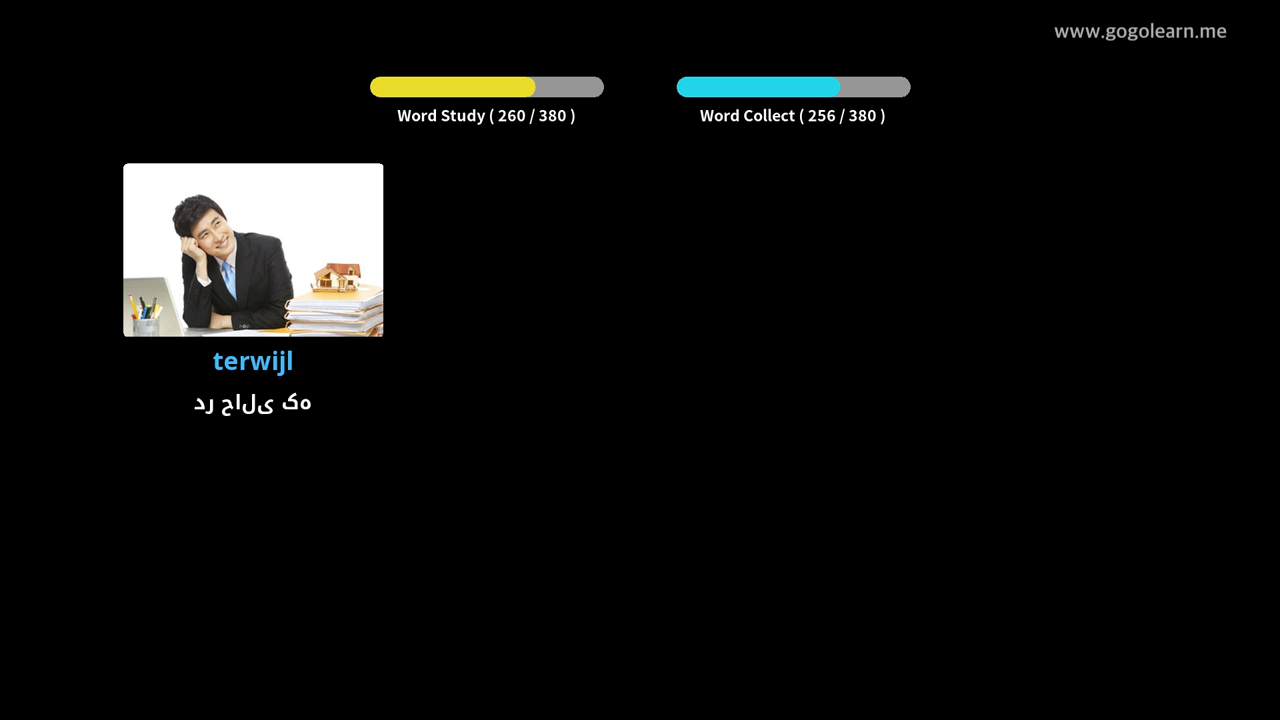 www.gogolearn.me
Word Study ( 260 / 380 )
Word Collect ( 256 / 380 )
terwijl
در حالی که